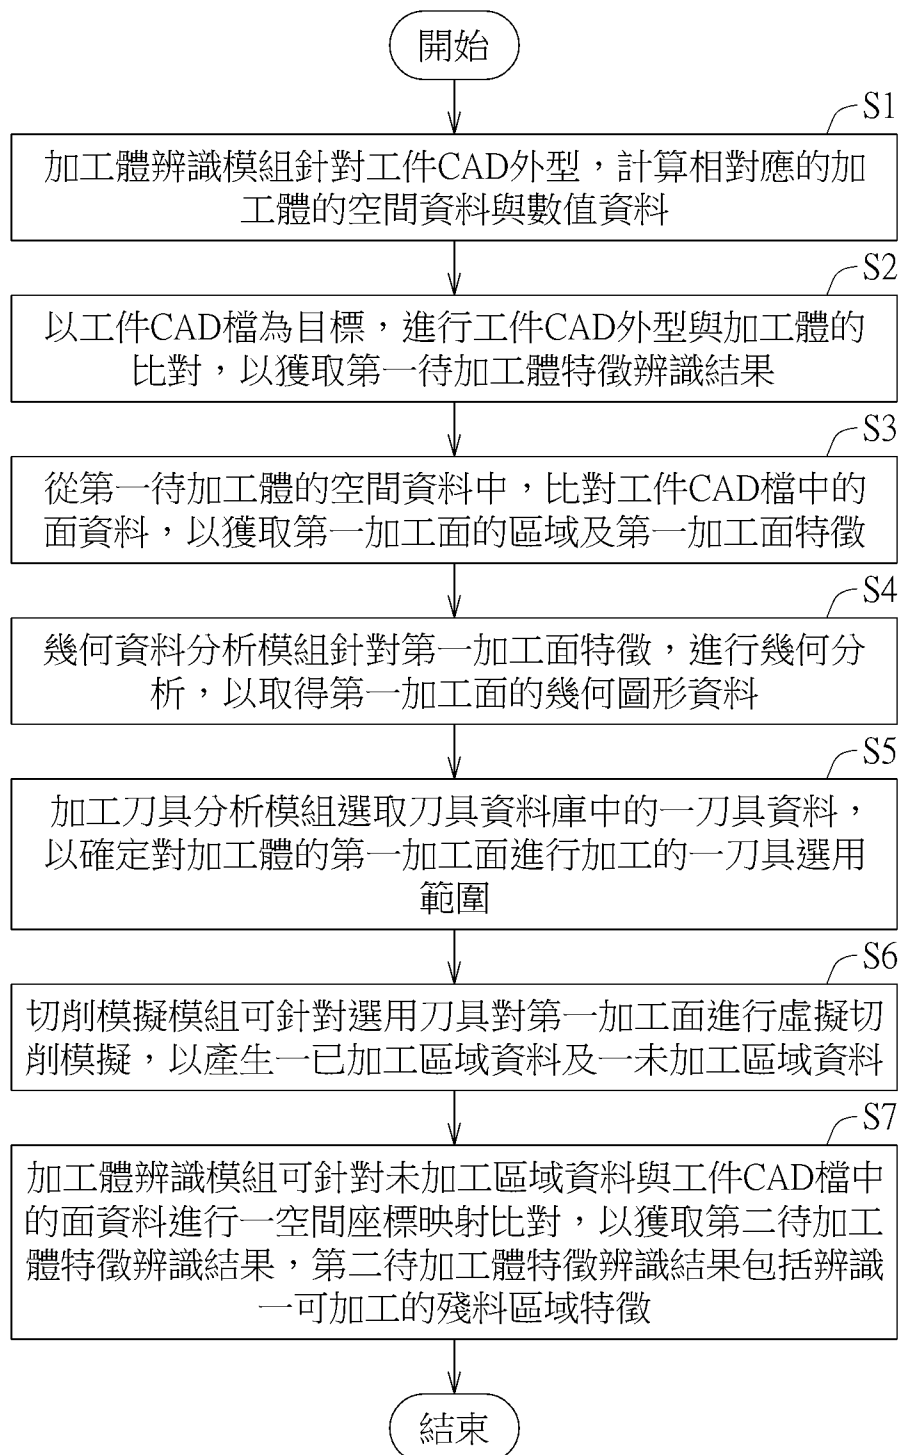 開始
S1
加工體辨識模組針對工件CAD外型，計算相對應的加
工體的空間資料與數值資料
S2
以工件CAD檔為目標，進行工件CAD外型與加工體的
比對，以獲取第一待加工體特徵辨識結果
S3
從第一待加工體的空間資料中，比對工件CAD檔中的
面資料，以獲取第一加工面的區域及第一加工面特徵
S4
幾何資料分析模組針對第一加工面特徵，進行幾何分
析，以取得第一加工面的幾何圖形資料
S5
加工刀具分析模組選取刀具資料庫中的一刀具資料，
以確定對加工體的第一加工面進行加工的一刀具選用
範圍
S6
切削模擬模組可針對選用刀具對第一加工面進行虛擬切
削模擬，以產生一已加工區域資料及一未加工區域資料
S7
加工體辨識模組可針對未加工區域資料與工件CAD檔中
的面資料進行一空間座標映射比對，以獲取第二待加工
體特徵辨識結果，第二待加工體特徵辨識結果包括辨識
一可加工的殘料區域特徵
結束